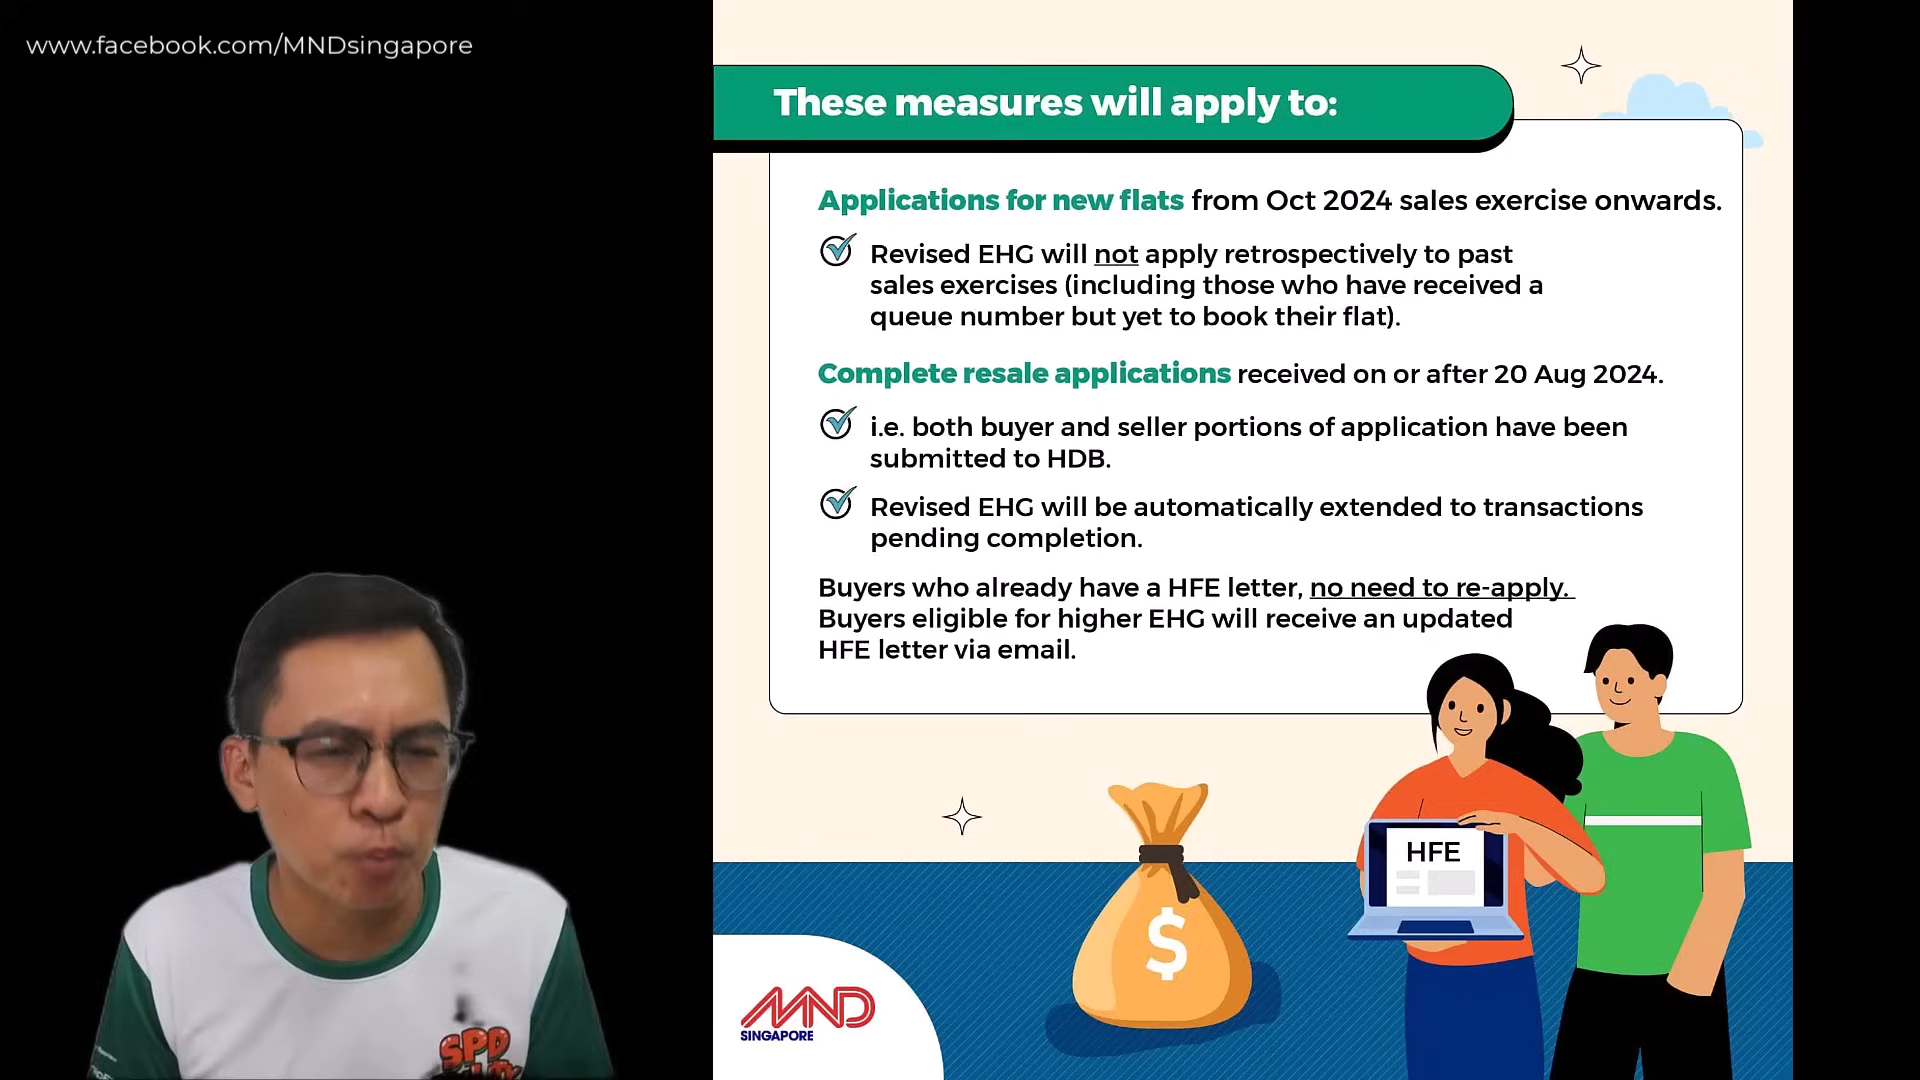 www.facebook.com/MNDsingapore
These measures will apply to:
Applications for new flats from Oct 2024 sales exercise onwards.
Revised EHG will not apply retrospectively to past
sales exercises (including those who have received a
queue number but yet to book their flat).
Complete resale applications received on or after 20 Aug 2024.
i.e. both buyer and seller portions of application have been
submitted to HDB.
Revised EHG will be automatically extended to transactions
pending completion.
Buyers who already have a HFE letter, no need to re-apply.
Buyers eligible for higher EHG will receive an updated
HFE letter via email.
HFE
$
MND
SINGAPORE
SPD